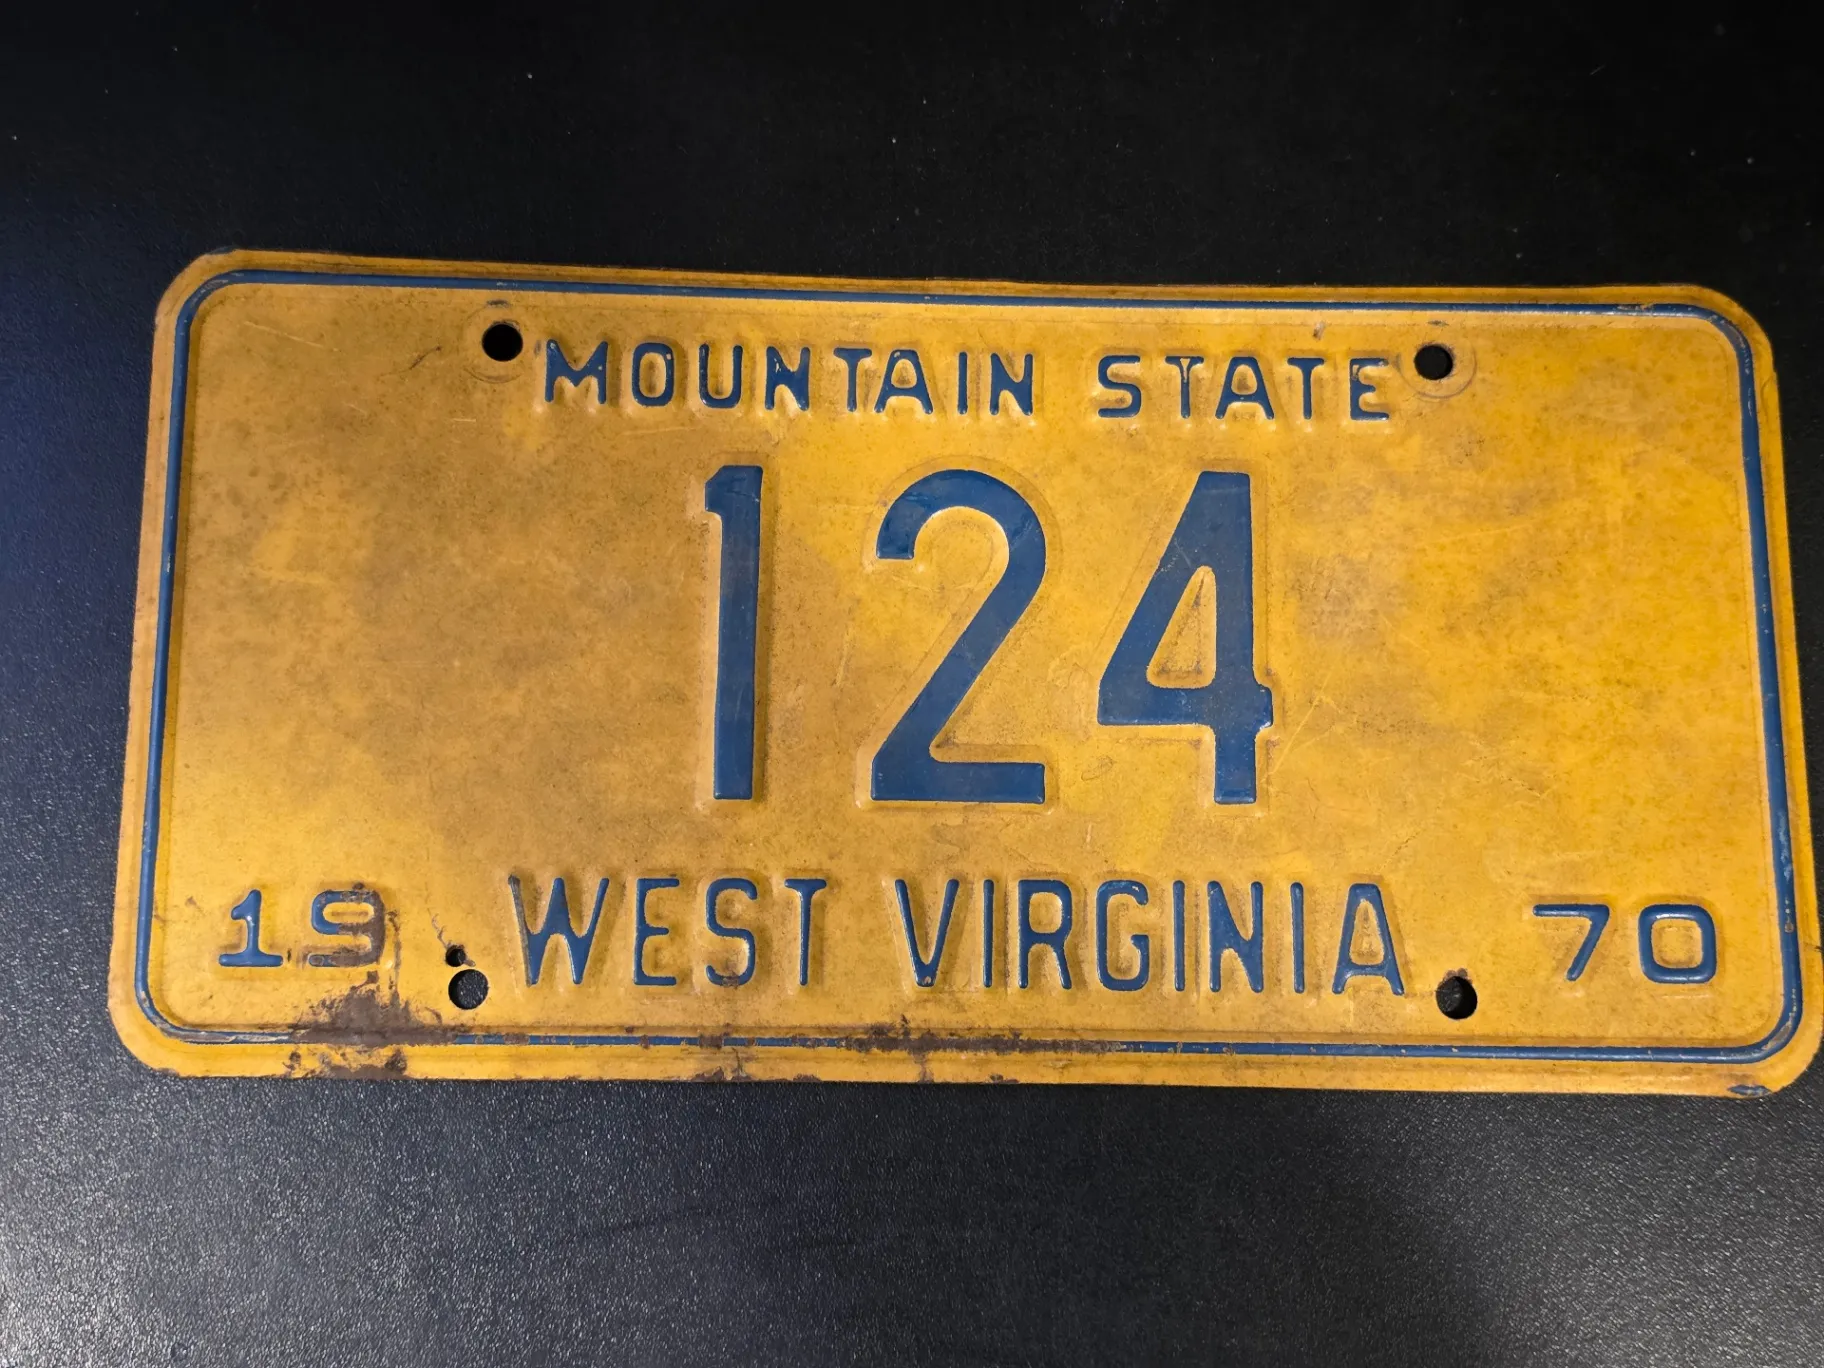 MOUNTAIN STATE
124
19 WEST VIRGINIA 70